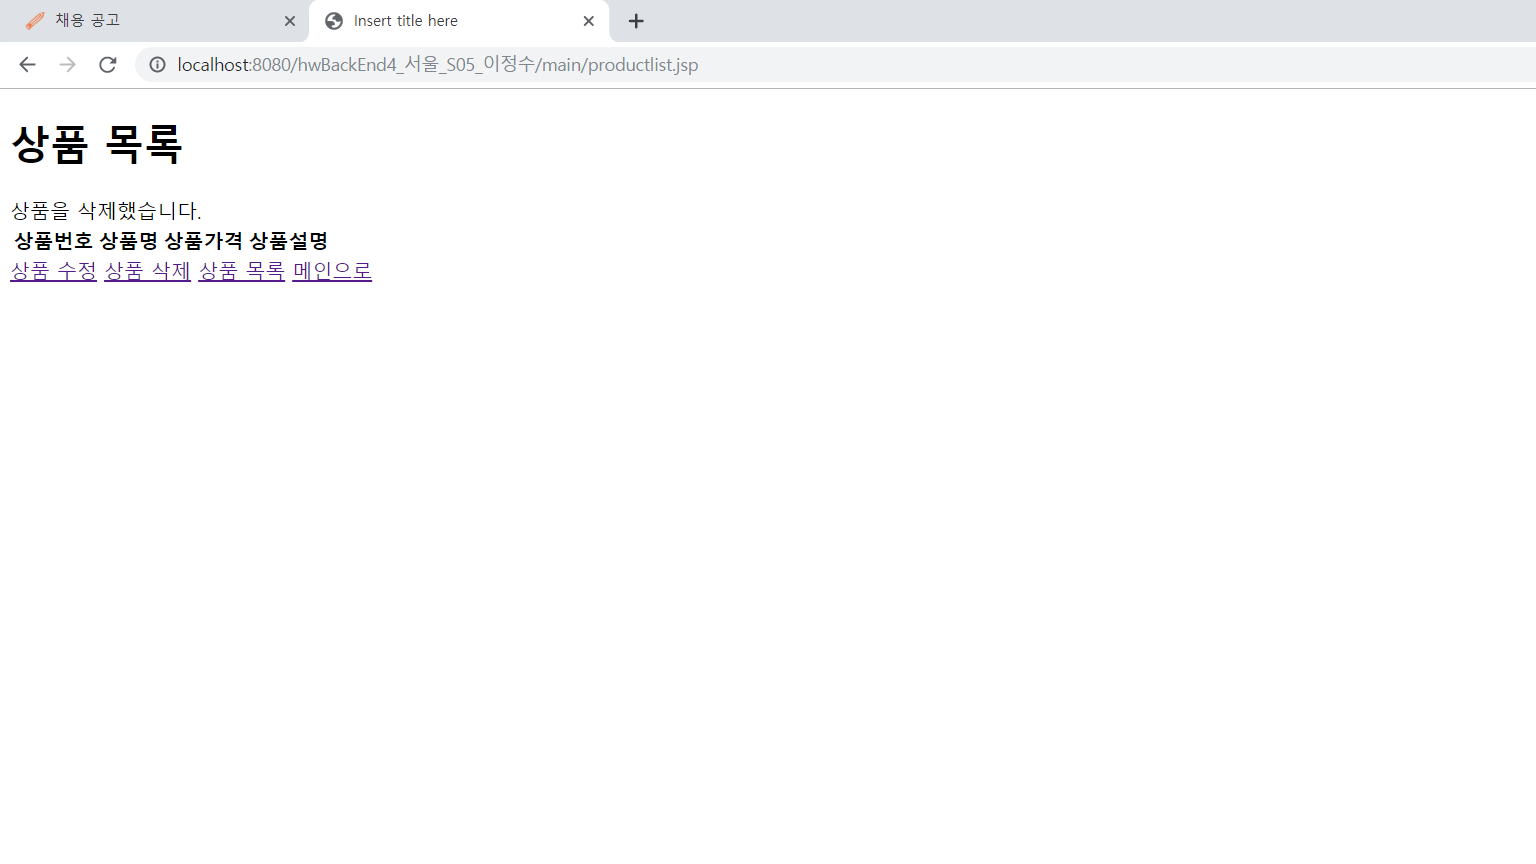 채용 공고
Insert title here
localhost:8080/hwBackEnd4_서울_S05_이정수/main/productlist.jsp
상품 목록
상품을 삭제했습니다.
상품번호 상품명 상품가격 상품설명
상품 수정 상품 삭제 상품 목록 메인으로